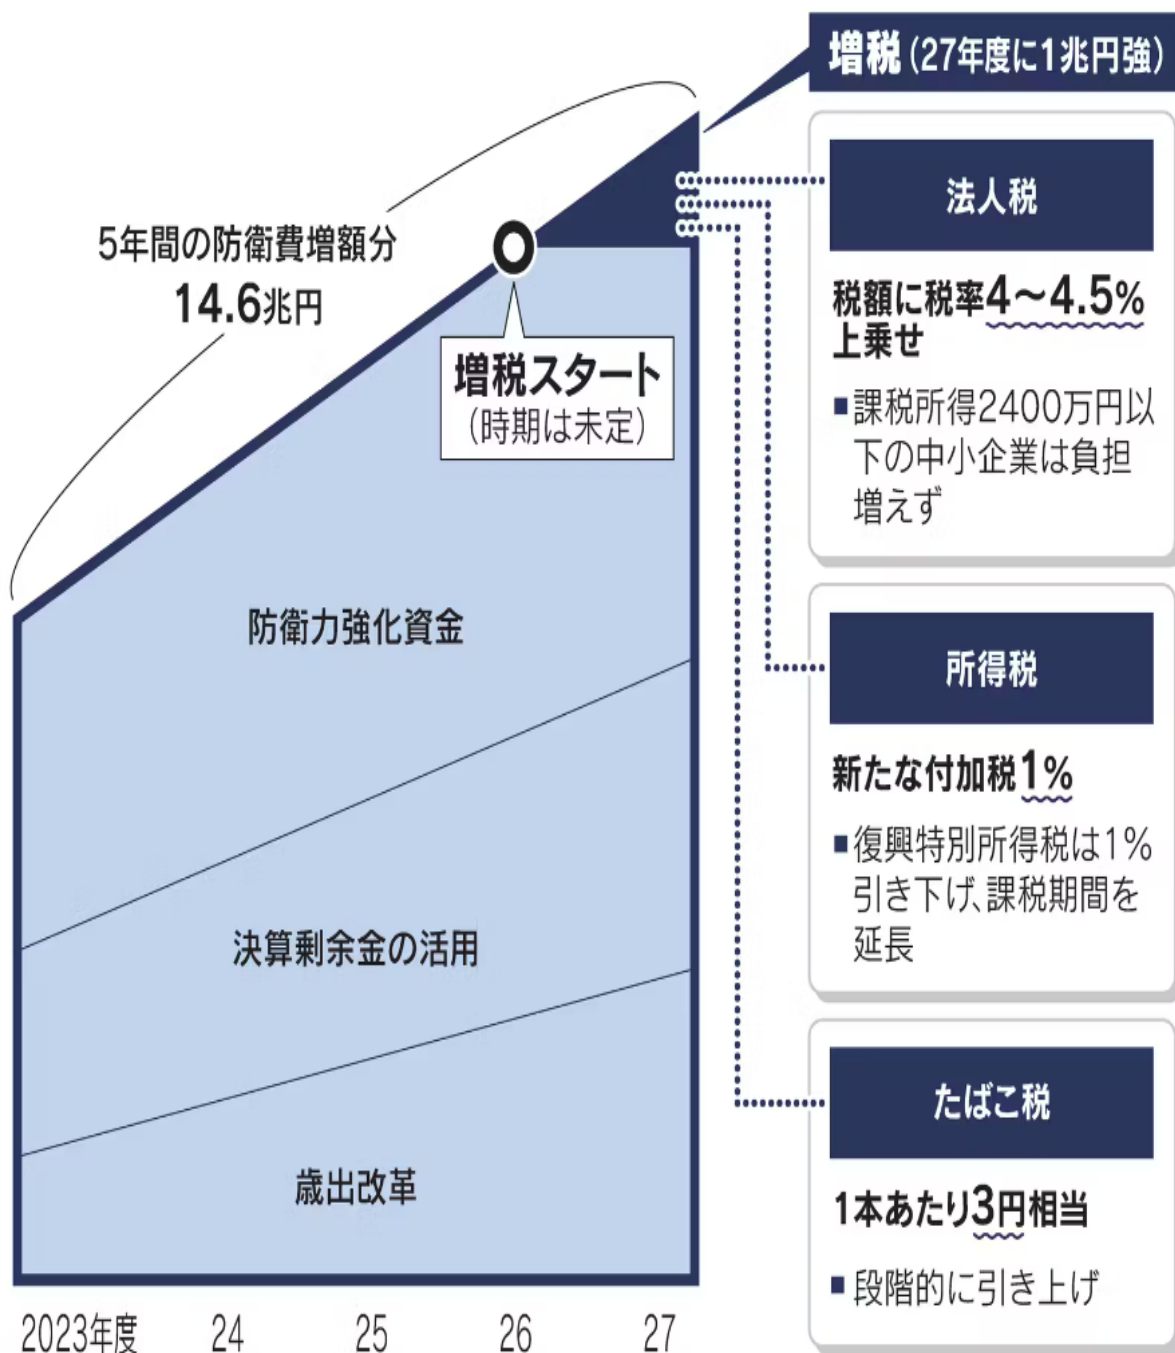 増税（27年度に1兆円強）
5年間の防衛費増額分
14.6兆円
増税スタート
（時期は未定）
防衛力強化資金
決算剰余金の活用
歳出改革
2023年度 24 25 26 27
法人税
税額に税率4〜4.5%
上乗せ
■課税所得2400万円以
下の中小企業は負担
増えず
所得税
新たな付加税1%
■復興特別所得税は1%
引き下げ、課税期間を
延長
たばこ税
1本あたり3円相当
■段階的に引き上げ